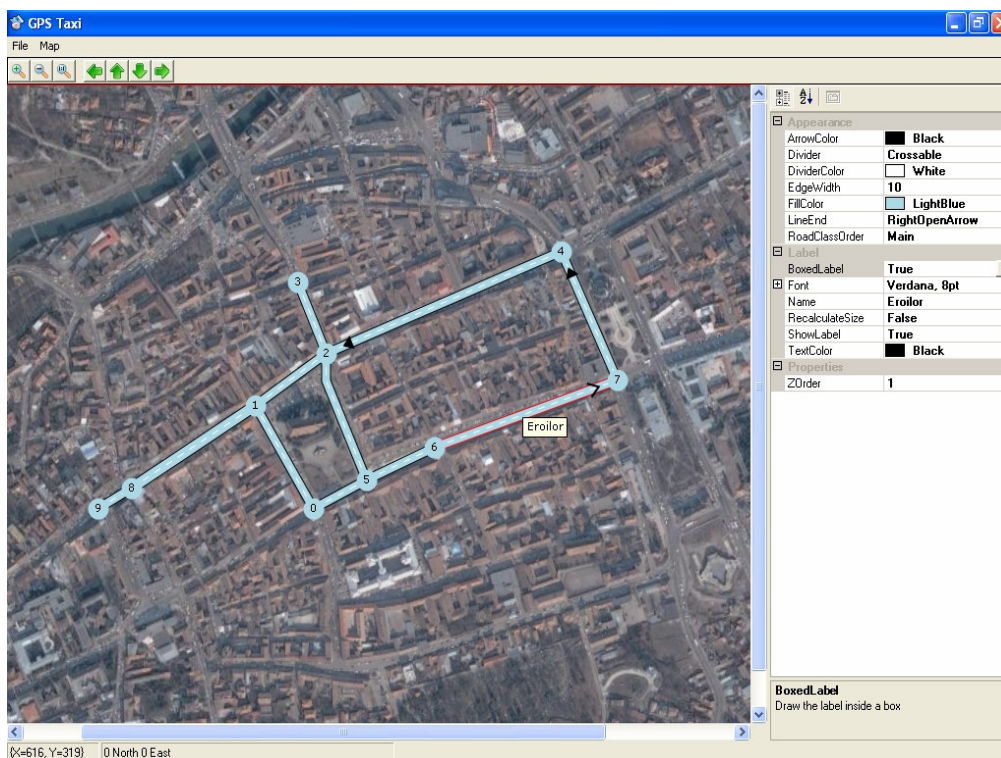 GPS Taxi
File Map
Appearance
ArrowColor Black
Divider Crossable
DividerColor White
EdgeWidth 10
FillColor LightBlue
LineEnd RightOpenArrow
RoadClassOrder Main
Label
BoxedLabel True
Font Verdana, 8pt
Name Eroilor
RecalculateSize False
ShowLabel True
TextColor Black
Properties
ZOrder 1
4
3
2
7
1
Eroilor
6
5
8
9
0
BoxedLabel
Draw the label inside a box
{X=616, Y=319} 0 North 0 East